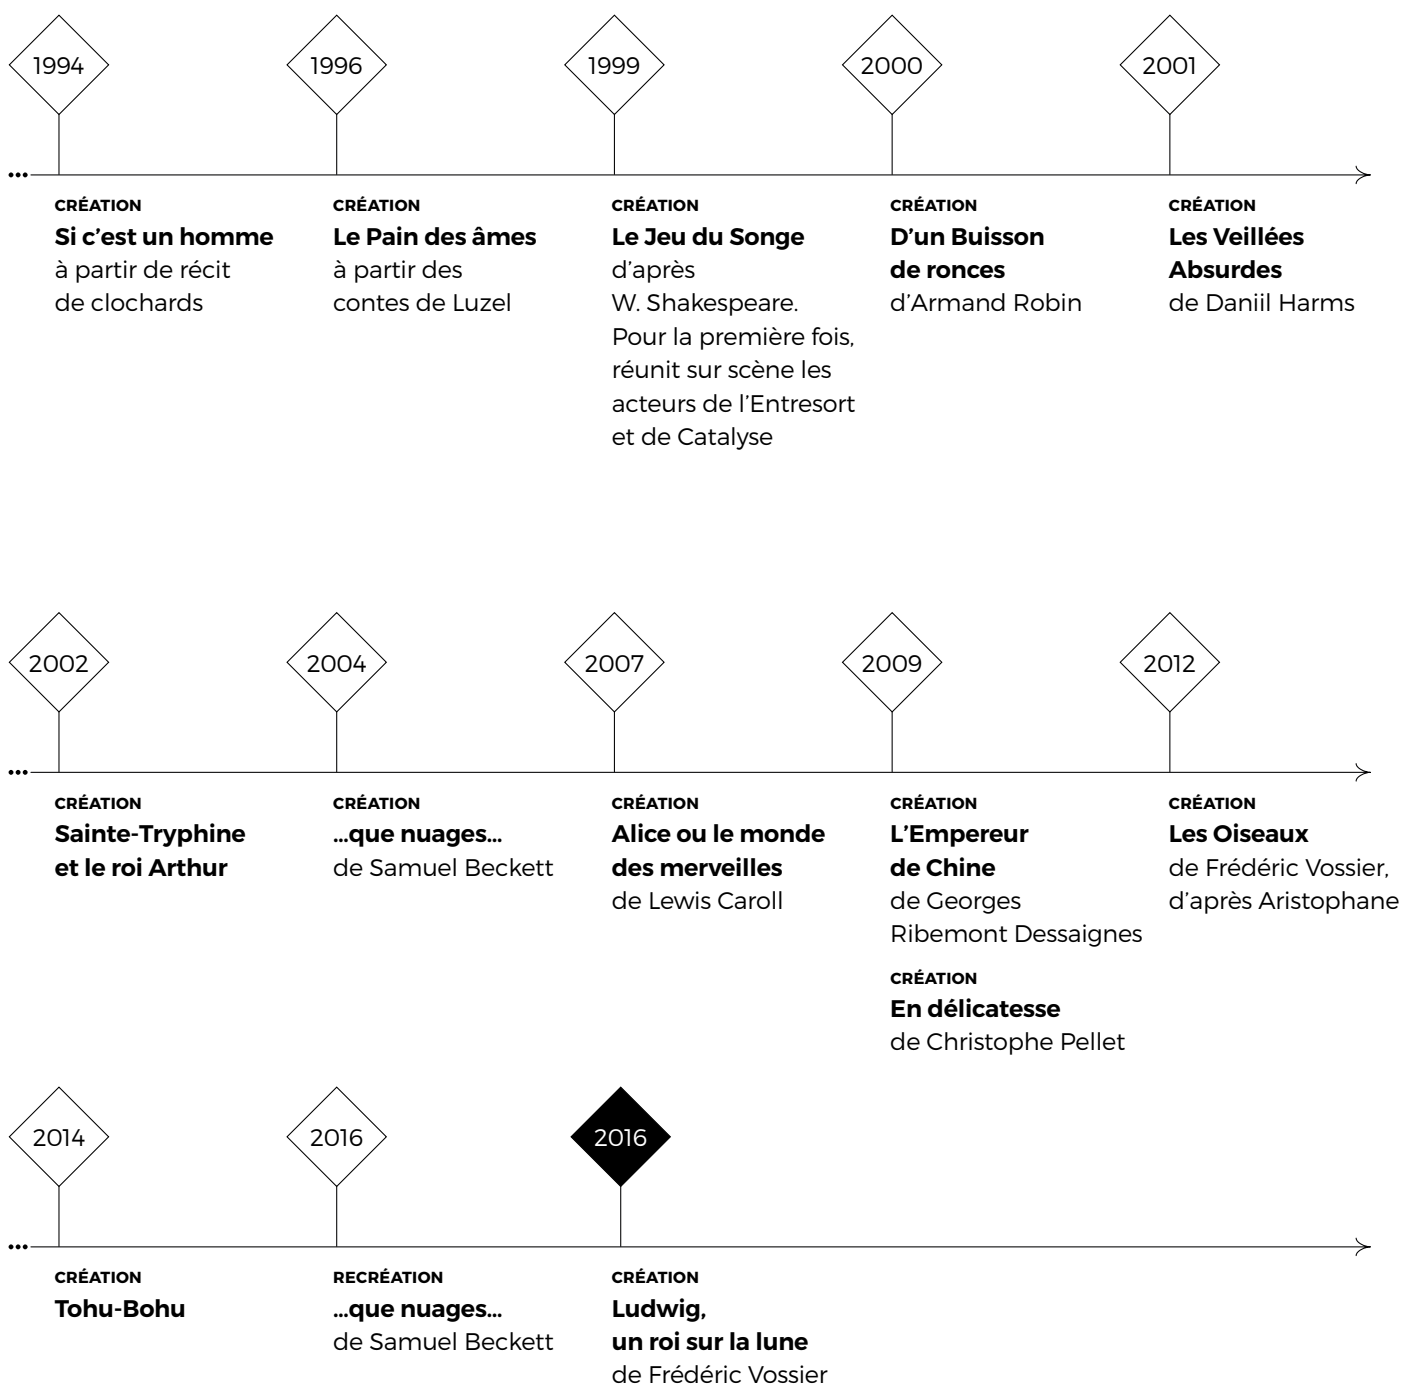 1994
CRÉATION
Si c’est un homme
à partir de récit
de clochards
1996
CRÉATION
Le Pain des âmes
à partir des
contes de Luzel
1999
CRÉATION
Le Jeu du Songe
d’après
W. Shakespeare.
Pour la première fois,
réunit sur scène les
acteurs de l’Entresort
et de Catalyse
2000
CRÉATION
D’un Buisson
de ronces
d’Armand Robin
2001
CRÉATION
Les Veillées
Absurdes
de Daniil Harms
2002
CRÉATION
Sainte-Tryphine
et le roi Arthur
2004
CRÉATION
…que nuages…
de Samuel Beckett
2007
CRÉATION
Alice ou le monde
des merveilles
de Lewis Caroll
2009
CRÉATION
L’Empereur
de Chine
de Georges
Ribemont Dessaignes
CRÉATION
En délicatesse
de Christophe Pellet
2012
CRÉATION
Les Oiseaux
de Frédéric Vossier,
d’après Aristophane
2014
CRÉATION
Tohu-Bohu
2016
RECRÉATION
…que nuages…
de Samuel Beckett
2016
CRÉATION
Ludwig,
un roi sur la lune
de Frédéric Vossier